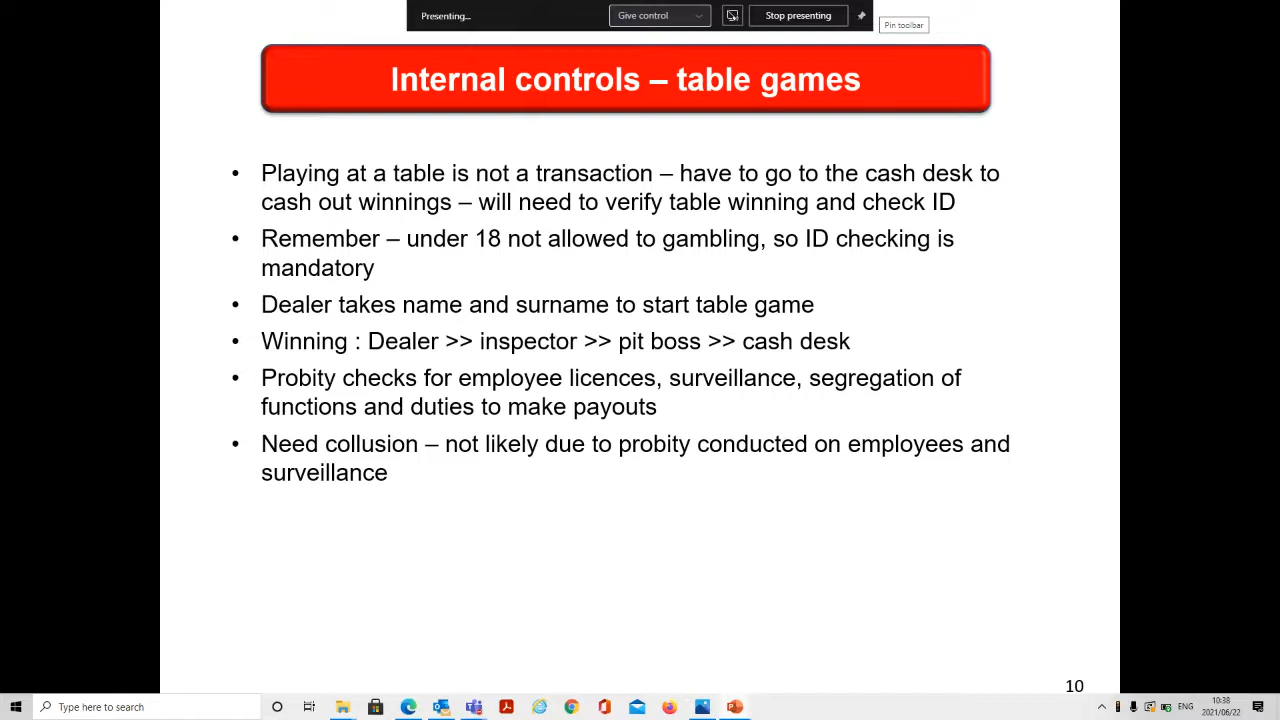 Presenting...
Give control
Stop presenting
Pin toolbar
Internal controls – table games
• Playing at a table is not a transaction – have to go to the cash desk to
cash out winnings – will need to verify table winning and check ID
• Remember – under 18 not allowed to gambling, so ID checking is
mandatory
• Dealer takes name and surname to start table game
• Winning : Dealer >> inspector >> pit boss >> cash desk
• Probity checks for employee licences, surveillance, segregation of
functions and duties to make payouts
• Need collusion – not likely due to probity conducted on employees and
surveillance
10
Type here to search
ENG
10:38
2021/06/22